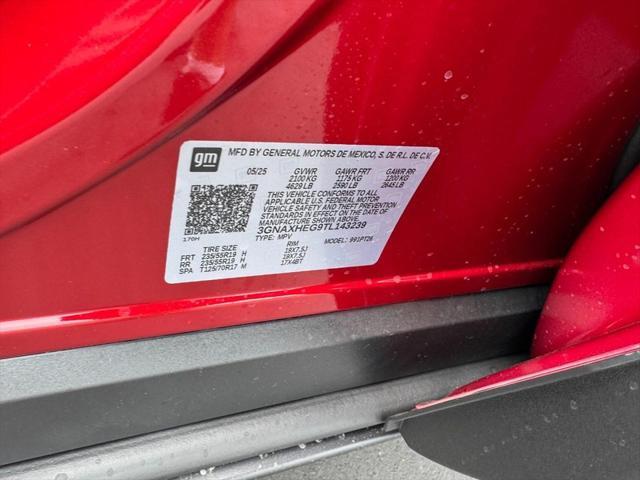 gm MFD BY GENERAL MOTORS DE MEXICO, S. DE R.L. DE C.V.
05/25 GVWR GAWR FRT GAWR RR
2100 KG 1175 KG 1200 KG
4629 LB 2590 LB 2645 LB
THIS VEHICLE CONFORMS TO ALL
APPLICABLE U.S. FEDERAL MOTOR
VEHICLE SAFETY AND THEFT PREVENTION
STANDARDS IN EFFECT ON THE DATE OF
MANUFACTURE SHOWN ABOVE.
3GNAXHEG9TL143239
170H TYPE: MPV MODEL: 991PT26
TIRE SIZE RIM
FRT 235/55R19 H 19X7.5J
RR 235/55R19 H 19X7.5J
SPA T125/70R17 M 17X4BT